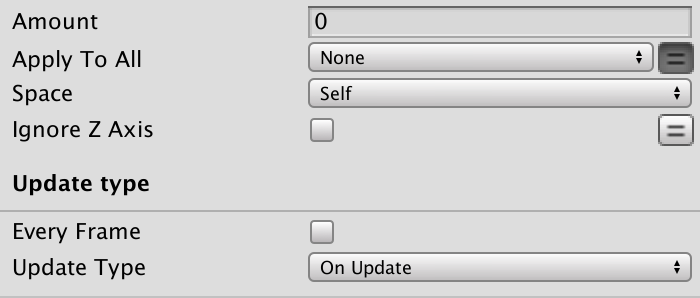 Amount 0
Apply To All None
Space Self
Ignore Z Axis
Update type
Every Frame
Update Type On Update